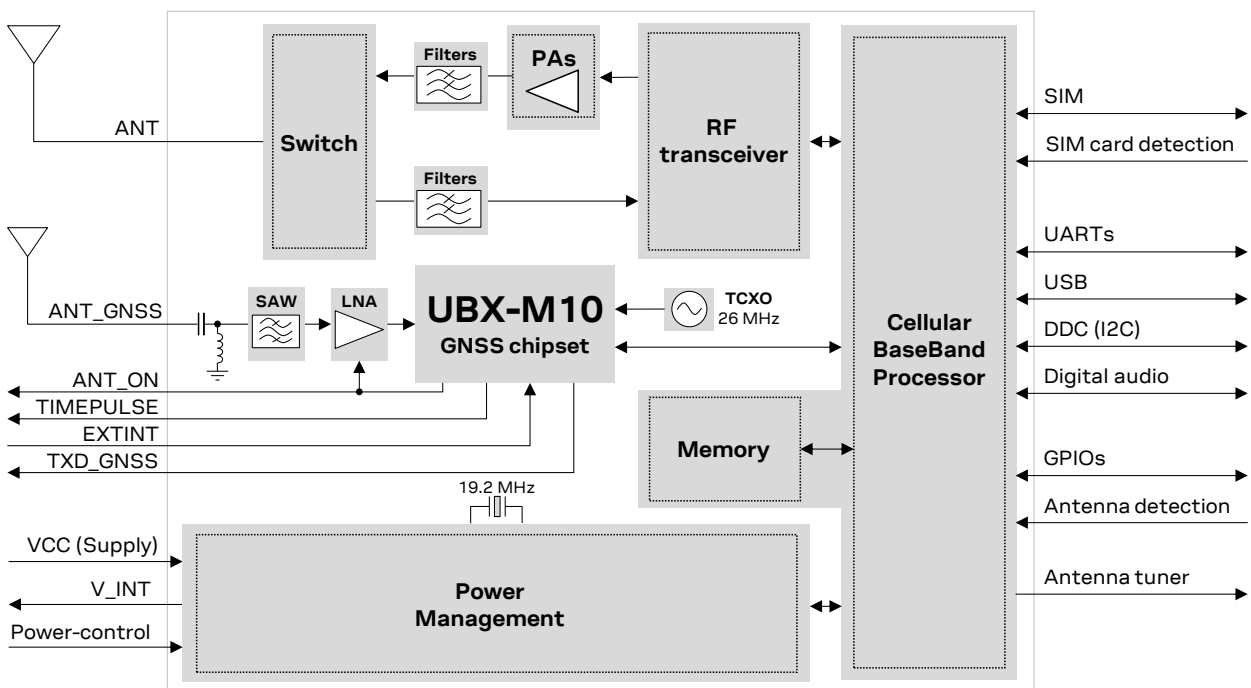 Filters
PAs
ANT
Switch
RF
transceiver
Filters
SIM
SIM card detection
UARTs
USB
DDC (I2C)
Digital audio
GPIOs
Antenna detection
Antenna tuner
Cellular
BaseBand
Processor
ANT_GNSS
SAW
LNA
UBX-M10
GNSS chipset
TCXO
26 MHz
ANT_ON
TIMEPULSE
EXTINT
TXD_GNSS
Memory
19.2 MHz
VCC (Supply)
V_INT
Power-control
Power
Management